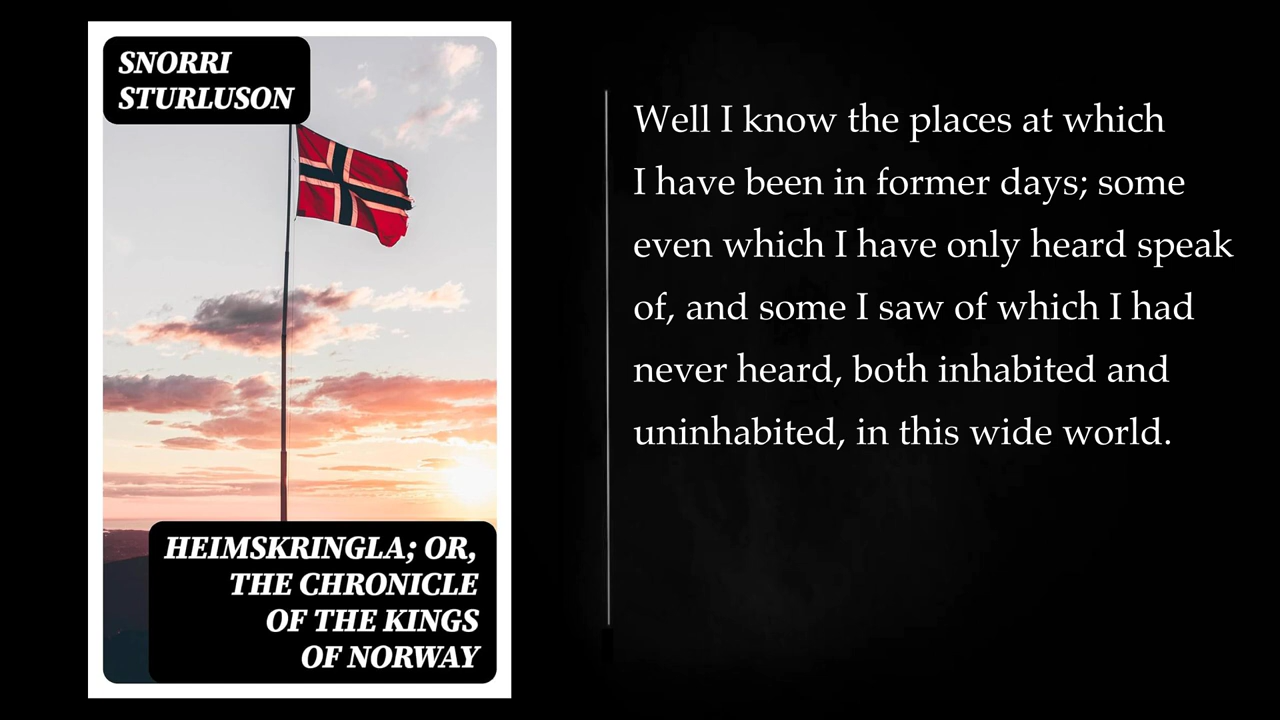 SNORRI
STURLUSON
HEIMSKRINGLA; OR,
THE CHRONICLE
OF THE KINGS
OF NORWAY
Well I know the places at which
I have been in former days; some
even which I have only heard speak
of, and some I saw of which I had
never heard, both inhabited and
uninhabited, in this wide world.